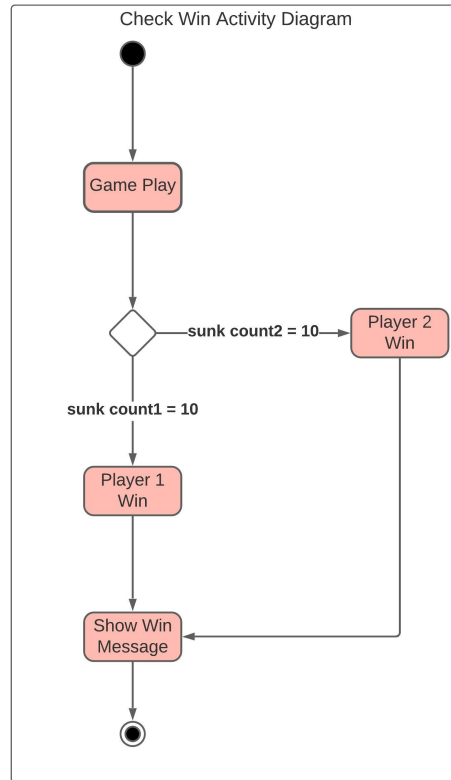 Check Win Activity Diagram
Game Play
sunk count2 = 10
Player 2
Win
sunk count1 = 10
Player 1
Win
Show Win
Message